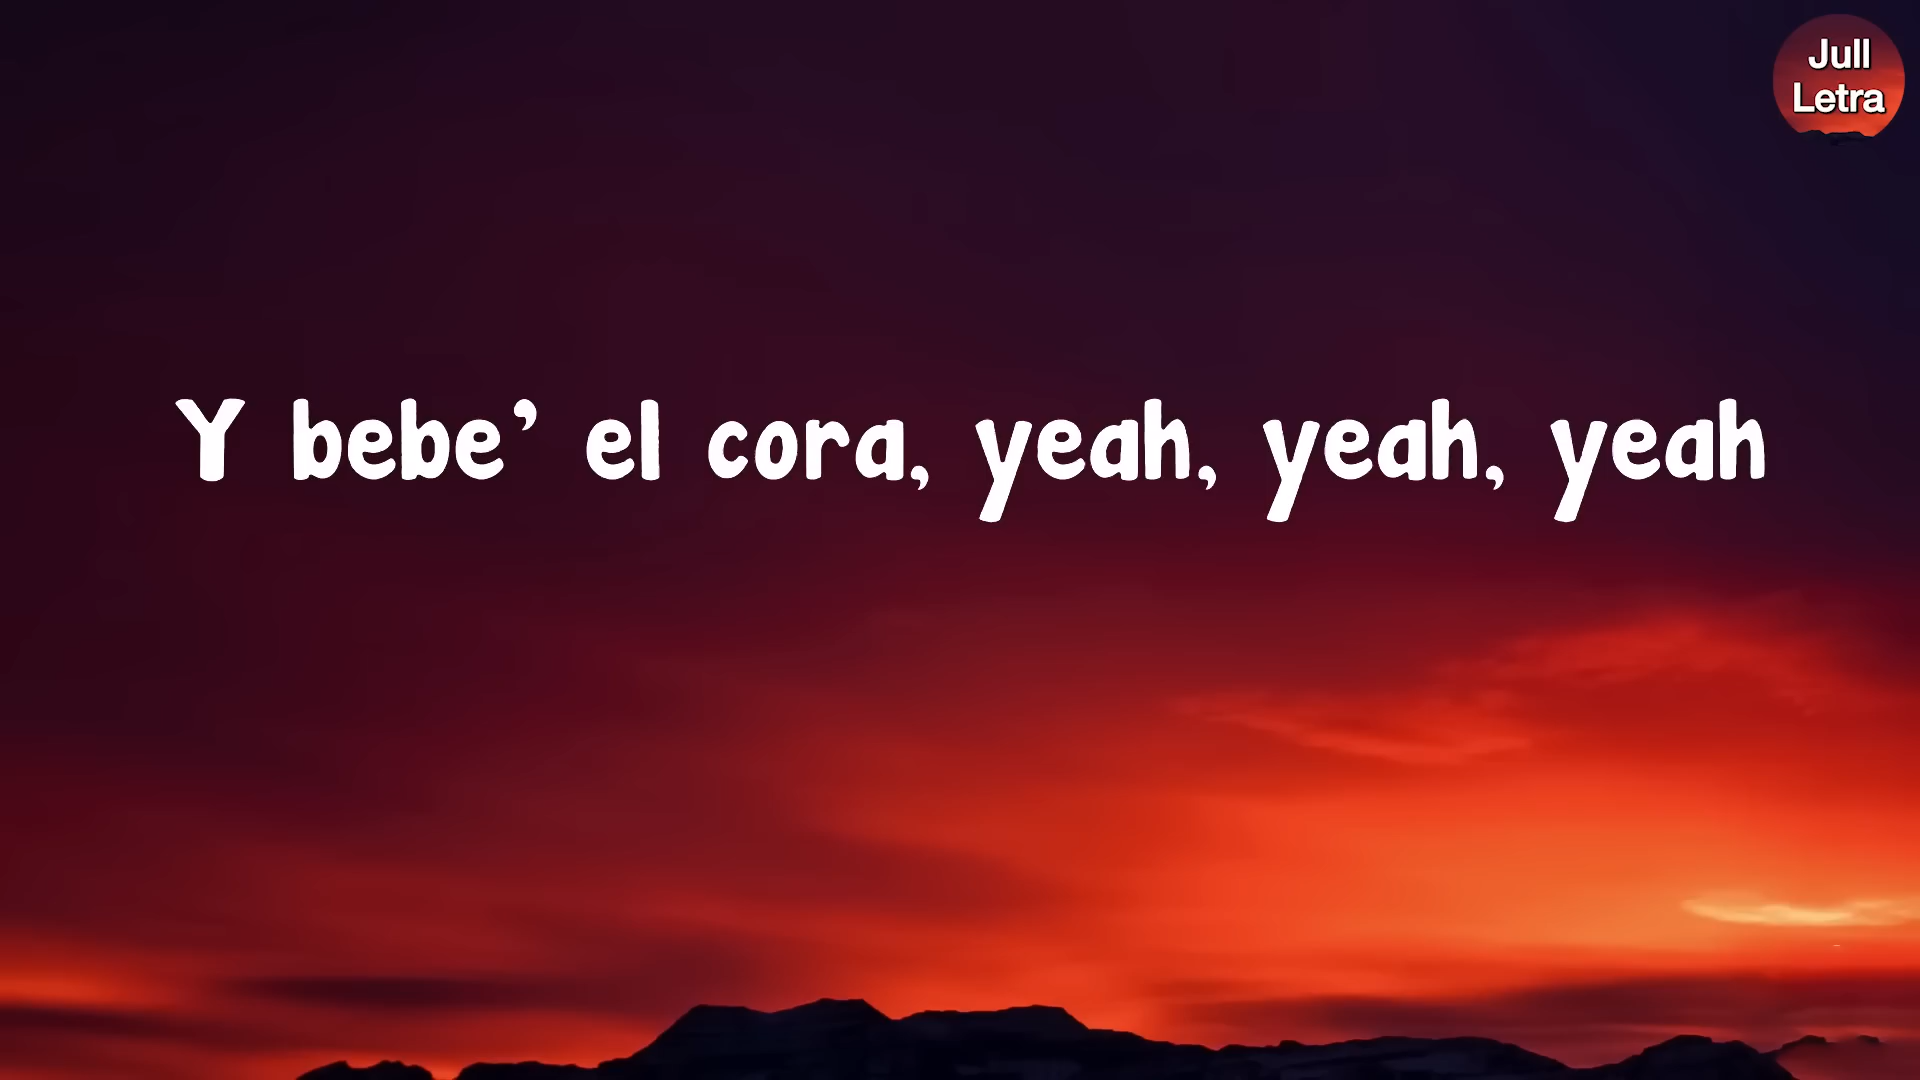 Jull
Letra
Y bebe’ el cora, yeah, yeah, yeah